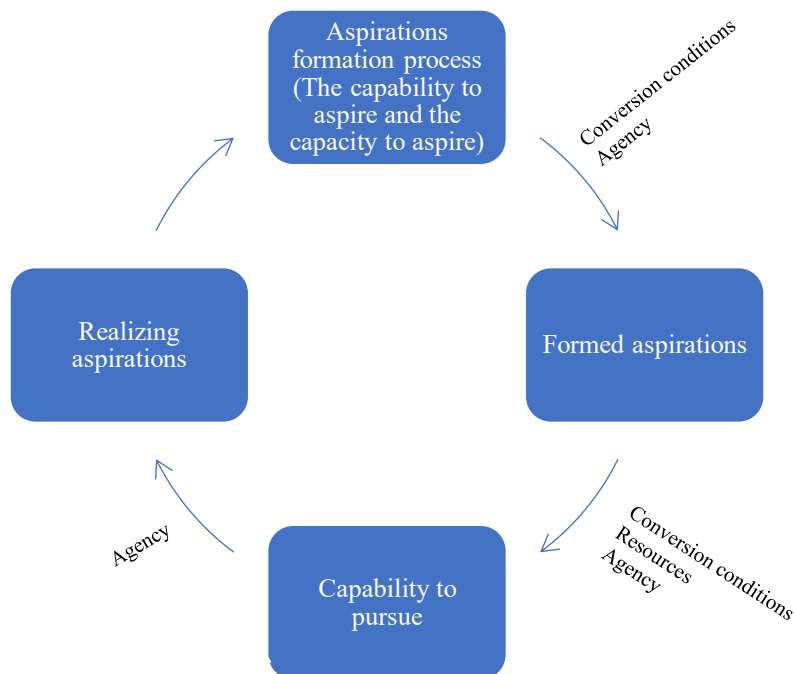 Aspirations
formation process
(The capability to
aspire and the
capacity to aspire)
Conversion conditions
Agency
Formed aspirations
Conversion conditions
Resources
Agency
Capability to
pursue
Agency
Realizing
aspirations